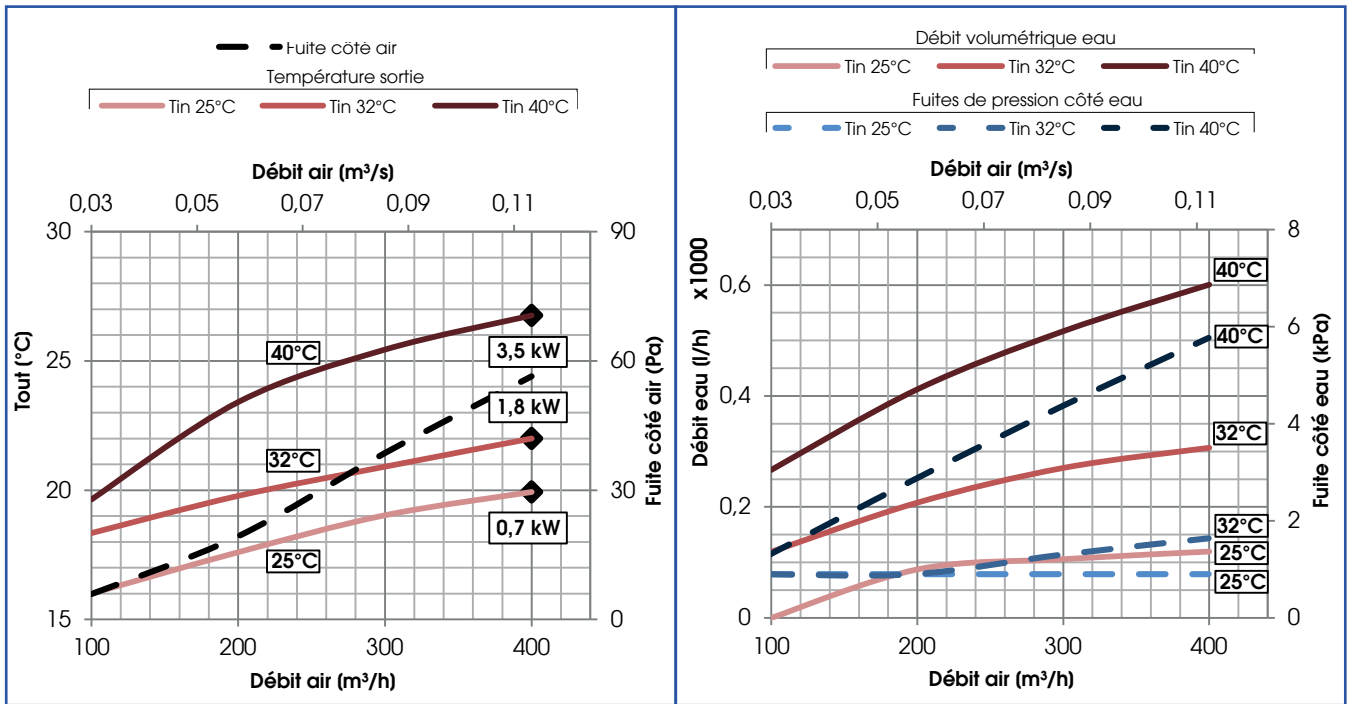 Fuite côté air
Température sortie
Tin 25°C Tin 32°C Tin 40°C
Débit air (m³/s)
0,03 0,05 0,07 0,09 0,11
30 90
25 60
20 30
15 0
Tout (°C)
Fuite côté air (Pa)
40°C
32°C
25°C
3,5 kW
1,8 kW
0,7 kW
100 200 300 400
Débit air (m³/h)
Débit volumétrique eau
Tin 25°C Tin 32°C Tin 40°C
Fuites de pression côté eau
Tin 25°C Tin 32°C Tin 40°C
Débit air (m³/s)
0,03 0,05 0,07 0,09 0,11
x1000
Débit eau (l/h)
0,6
0,4
0,2
0
8
6
4
2
0
Fuite côté eau (kPa)
40°C
40°C
32°C
32°C
25°C
25°C
100 200 300 400
Débit air (m³/h)